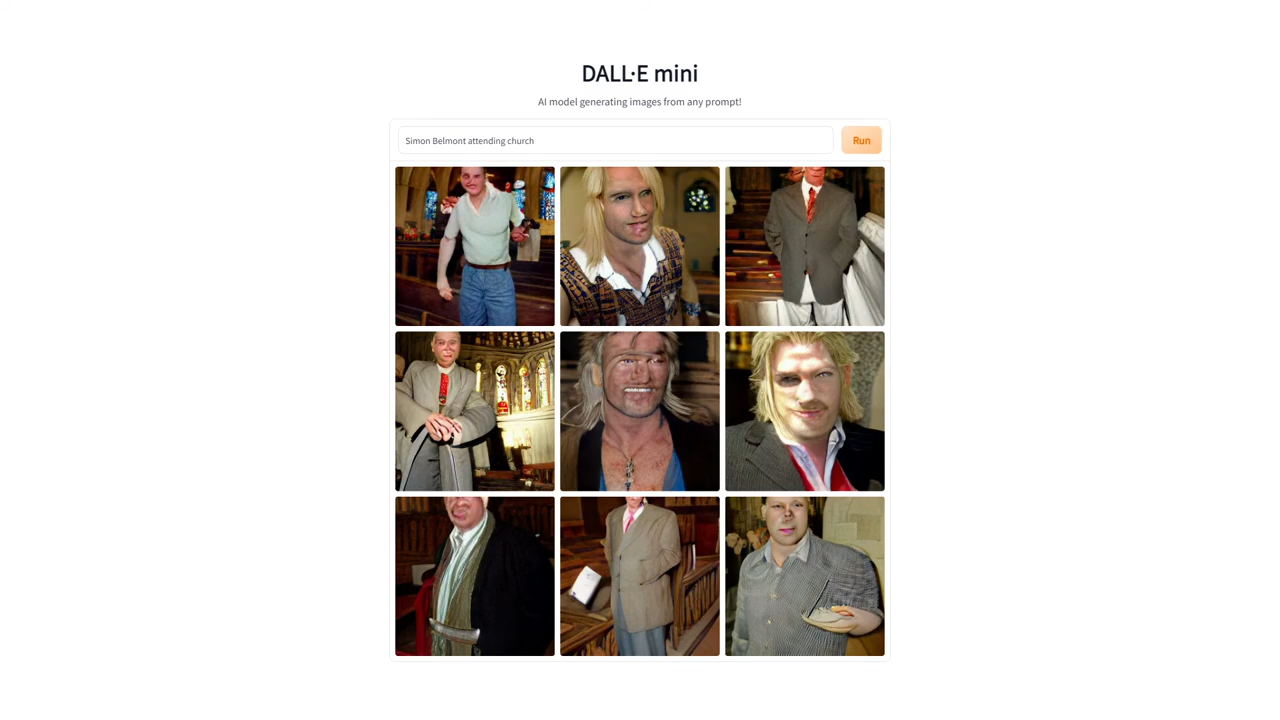 DALL·E mini
AI model generating images from any prompt!
Simon Belmont attending church
Run